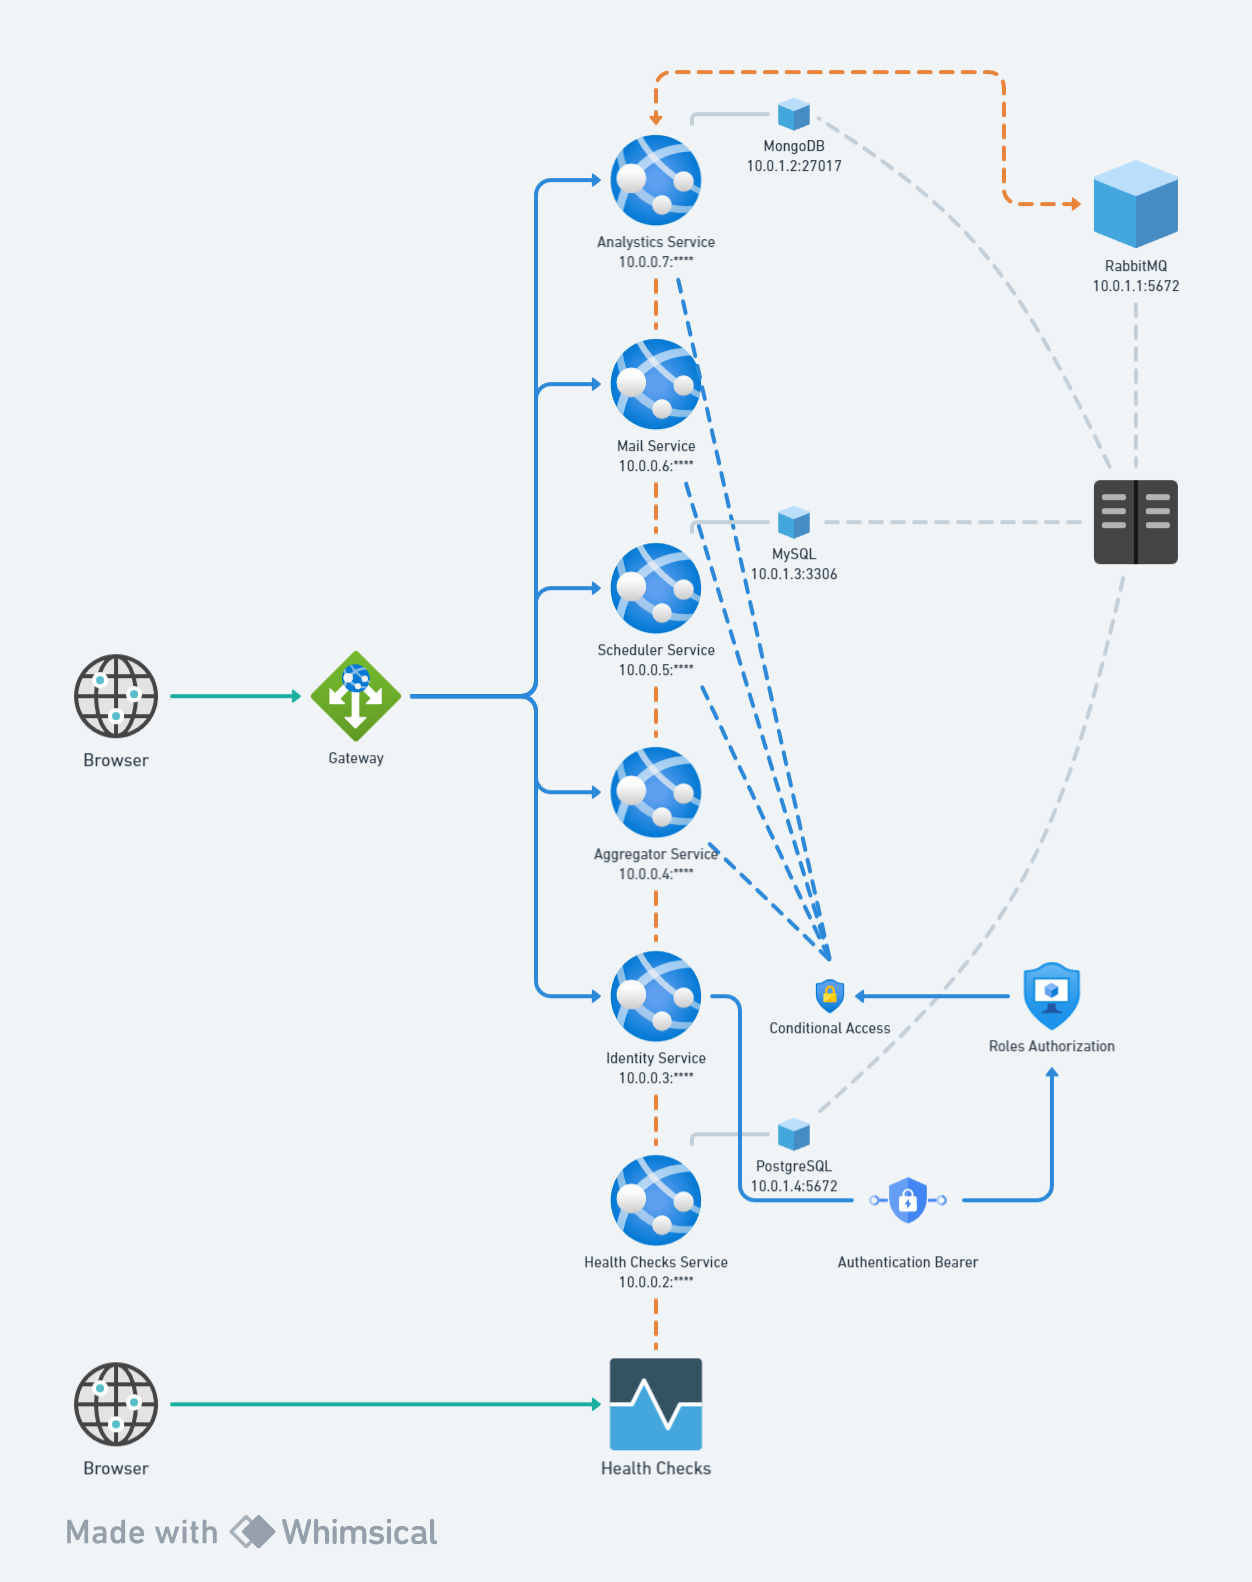 MongoDB
10.0.1.2:27017
Analystics Service
10.0.0.7:****
RabbitMQ
10.0.1.1:5672
Mail Service
10.0.0.6:****
MySQL
10.0.1.3:3306
Scheduler Service
10.0.0.5:****
Browser
Gateway
Aggregator Service
10.0.0.4:****
Conditional Access
Roles Authorization
Identity Service
10.0.0.3:****
PostgreSQL
10.0.1.4:5672
Health Checks Service
10.0.0.2:****
Authentication Bearer
Browser
Health Checks
Made with Whimsical